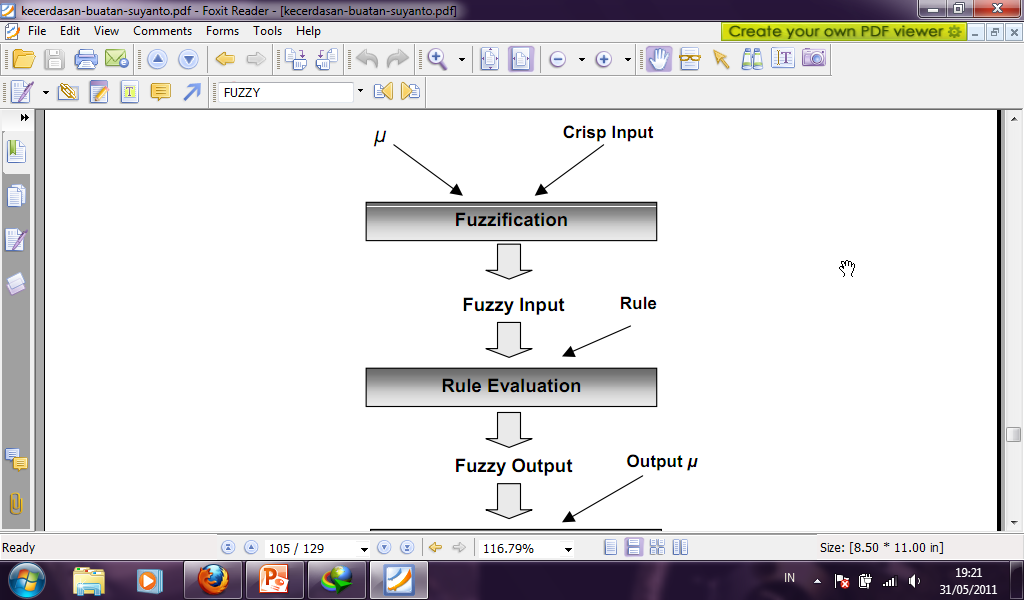 kecerdasan-buatan-suyanto.pdf - Foxit Reader - [kecerdasan-buatan-suyanto.pdf]
File Edit View Comments Forms Tools Help
Create your own PDF viewer
FUZZY
μ
Crisp Input
Fuzzification
Fuzzy Input
Rule
Rule Evaluation
Fuzzy Output
Output μ
Ready
105 / 129
116.79%
Size: [8.50 * 11.00 in]
IN
19:21
31/05/2011